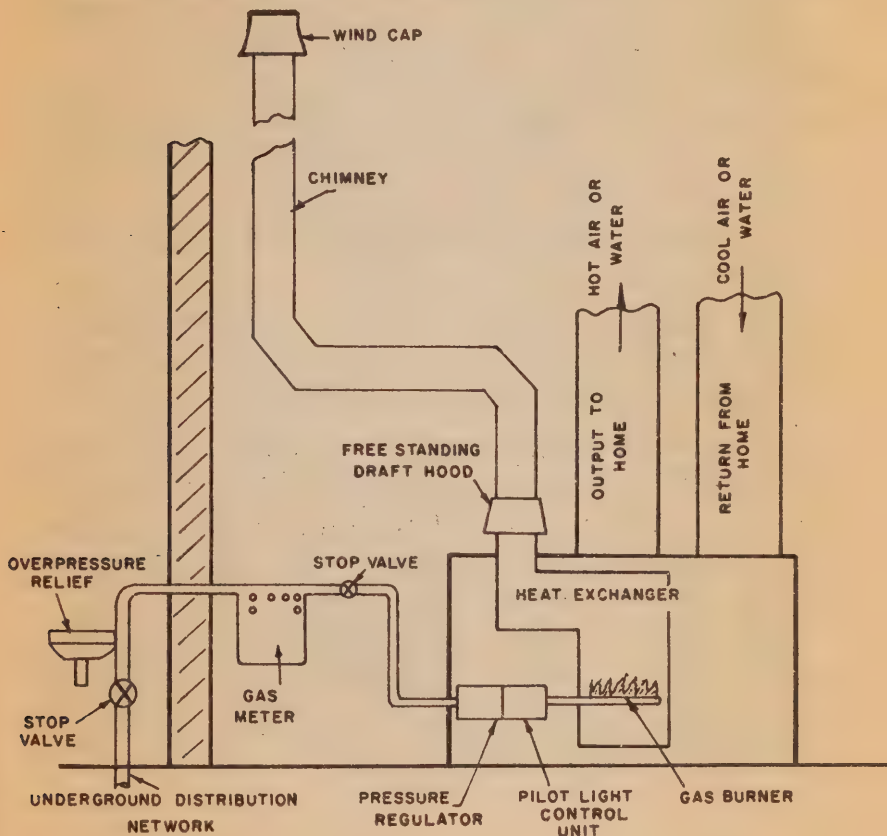 WIND CAP
CHIMNEY
HOT AIR OR
WATER
COOL AIR OR
WATER
OUTPUT TO
HOME
RETURN FROM
HOME
FREE STANDING
DRAFT HOOD
OVERPRESSURE
RELIEF
STOP VALVE
HEAT. EXCHANGER
GAS
METER
STOP
VALVE
UNDERGROUND DISTRIBUTION
NETWORK
PRESSURE
REGULATOR
PILOT LIGHT
CONTROL
UNIT
GAS BURNER